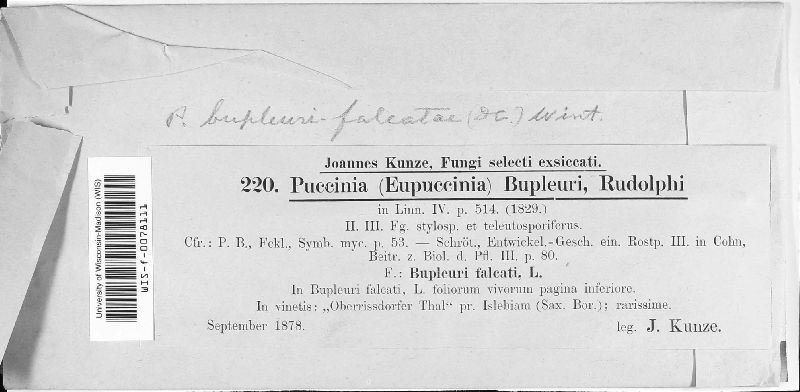 P. bupleuri-falcatae (DC.) Wint.
Joannes Kunze, Fungi selecti exsiccati.
220. Puccinia (Eupuccinia) Bupleuri, Rudolphi
in Linn. IV. p. 514. (1829.)
II. III. Fg. stylosp. et teleutosporiferus.
Cfr.: P. B., Fckl., Symb. myc. p. 53. — Schröt., Entwickel.-Gesch. ein. Rostp. III. in Cohn,
Beitr. z. Biol. d. Pfl. III. p. 80.
F.: Bupleuri falcati, L.
In Bupleuri falcati, L. foliorum vivorum pagina inferiore.
In vinetis: „Oberrissdorfer Thal“ pr. Islebiam (Sax. Bor.); rarissime.
September 1878. leg. J. Kunze.
University of Wisconsin-Madison (WIS)
WIS-f-0078111